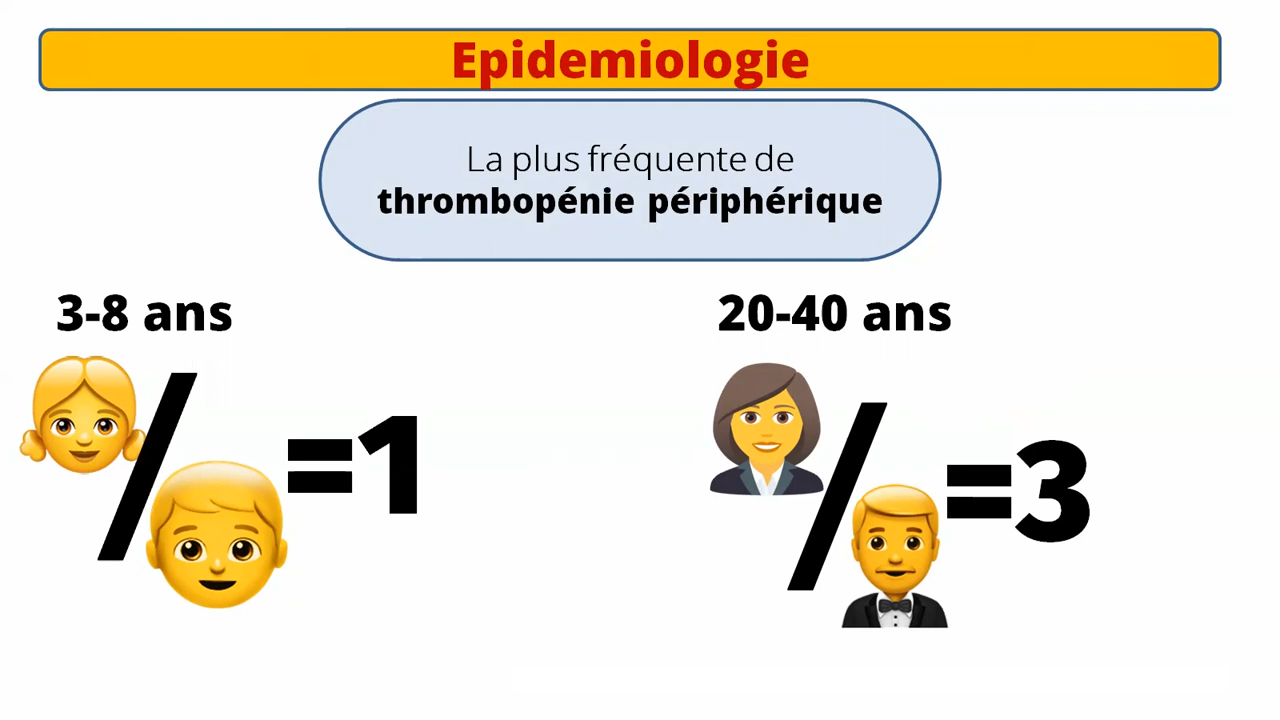 Epidemiologie
La plus fréquente de
thrombopénie périphérique
3-8 ans
20-40 ans
/
=1
/
=3